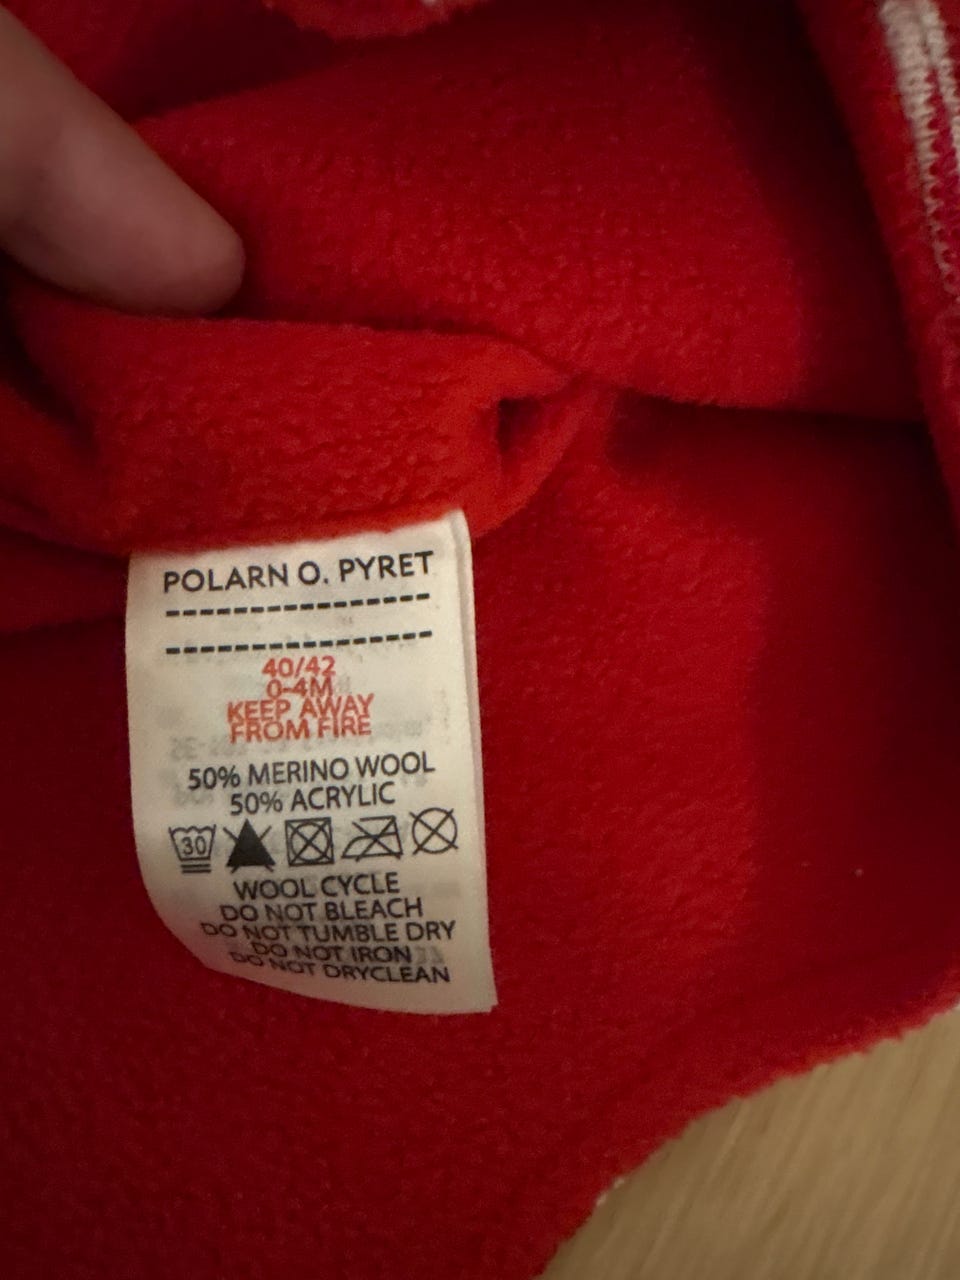 POLARN O. PYRET
40/42
0-4M
KEEP AWAY
FROM FIRE
50% MERINO WOOL
50% ACRYLIC
30
WOOL CYCLE
DO NOT BLEACH
DO NOT TUMBLE DRY
DO NOT IRON
DO NOT DRYCLEAN